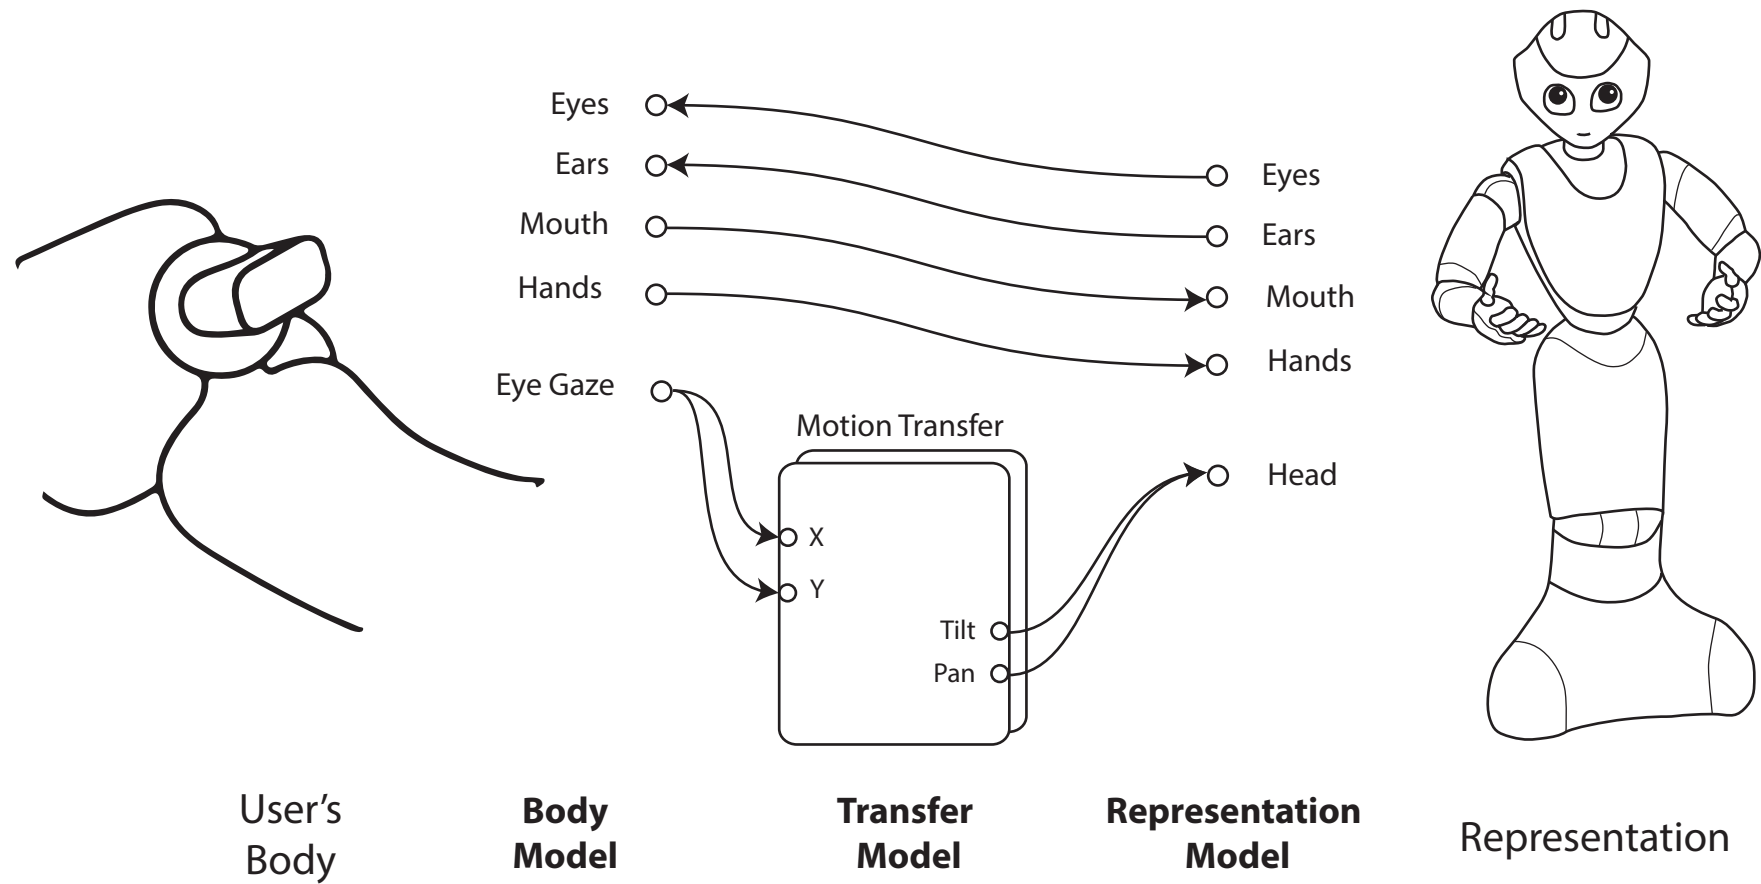 Eyes
Ears
Mouth
Hands
Eye Gaze
Motion Transfer
X
Y
Tilt
Pan
Eyes
Ears
Mouth
Hands
Head
User’s
Body
Body
Model
Transfer
Model
Representation
Model
Representation